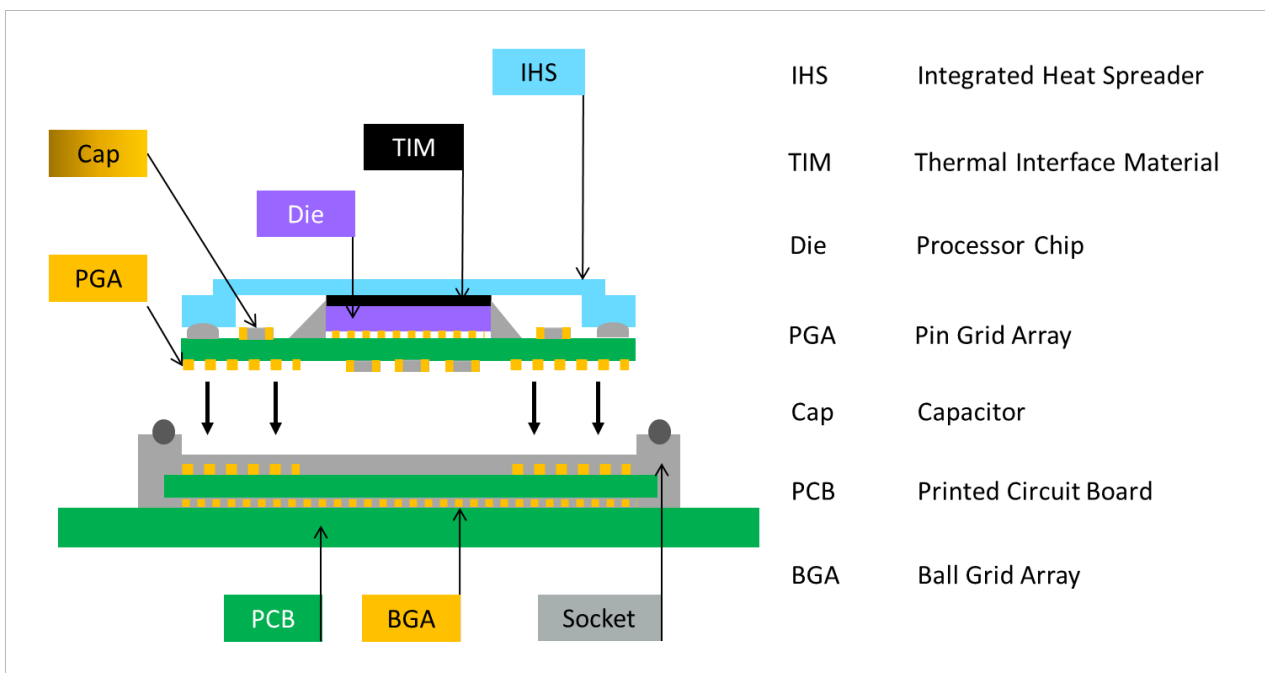 IHS
TIM
Cap
Die
PGA
PCB
BGA
Socket
IHS Integrated Heat Spreader
TIM Thermal Interface Material
Die Processor Chip
PGA Pin Grid Array
Cap Capacitor
PCB Printed Circuit Board
BGA Ball Grid Array